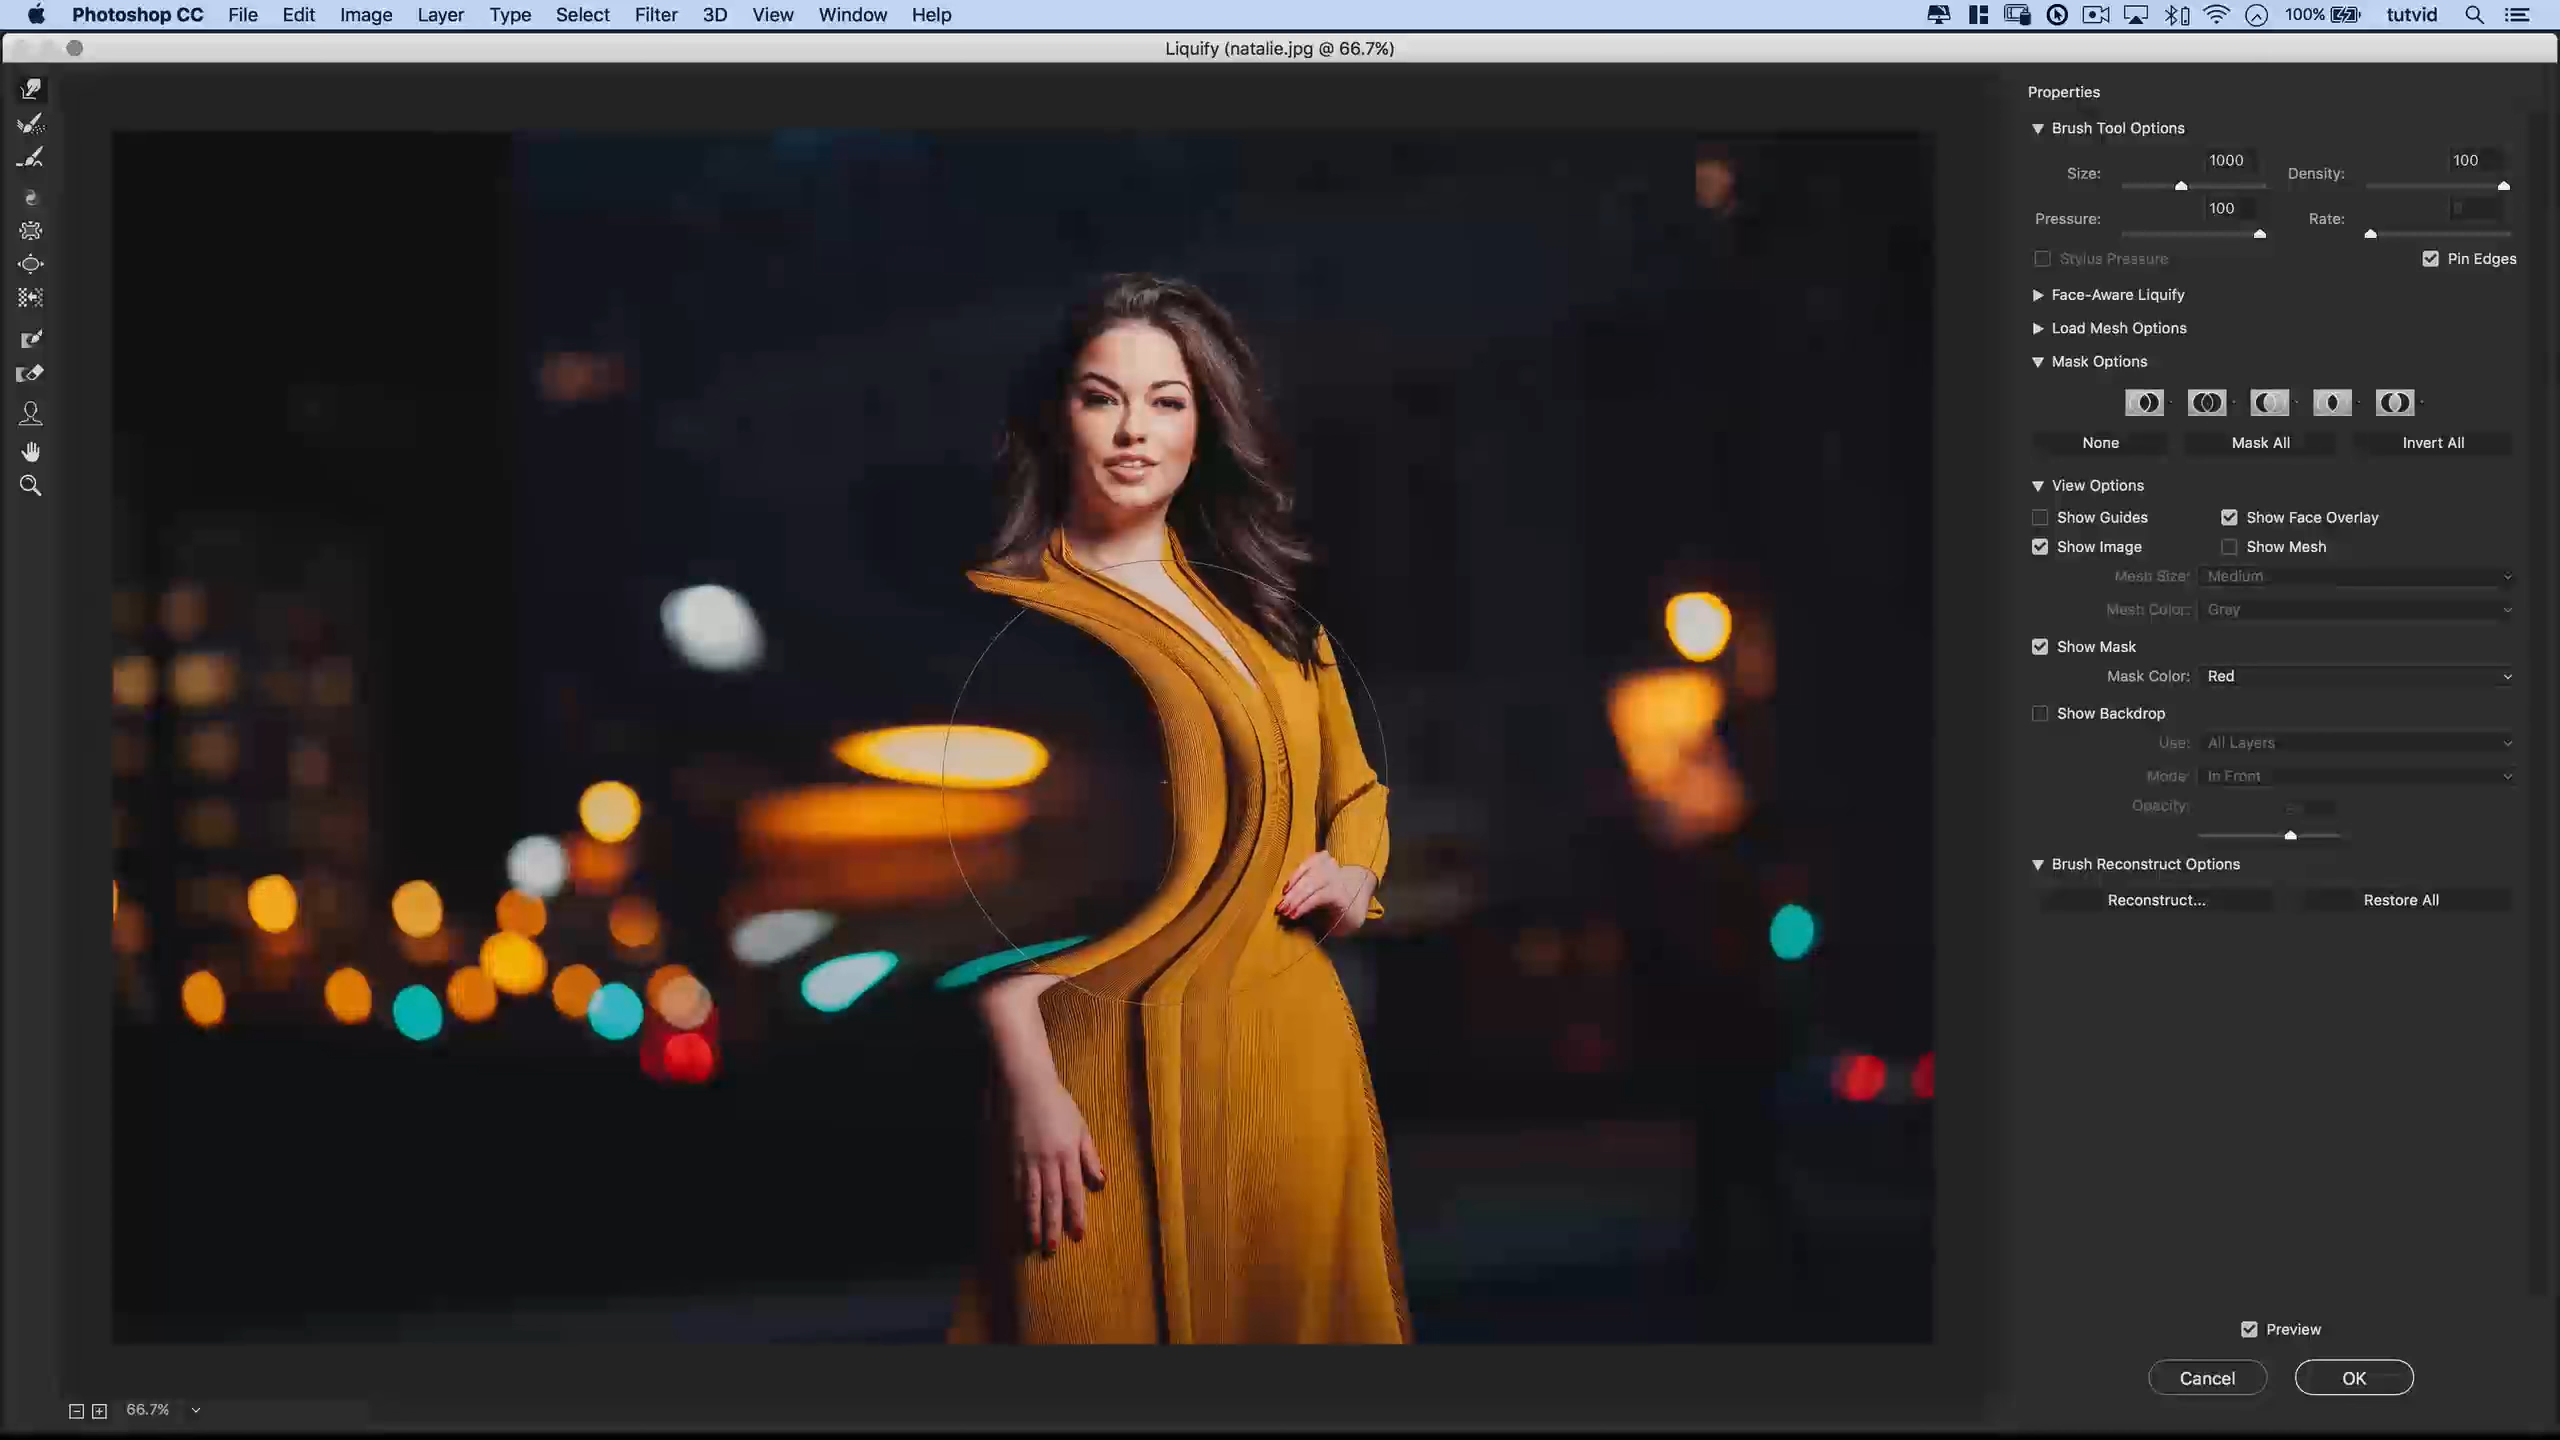 Photoshop CC File Edit Image Layer Type Select Filter 3D View Window Help 100% tutvid
Liquify (natalie.jpg @ 66.7%)
Properties
Brush Tool Options
Size: 1000 Density: 100
Pressure: 100 Rate:
Stylus Pressure Pin Edges
Face-Aware Liquify
Load Mesh Options
Mask Options
None Mask All Invert All
View Options
Show Guides Show Face Overlay
Show Image Show Mesh
Mesh Size: Medium
Mesh Color: Gray
Show Mask
Mask Color: Red
Show Backdrop
Use: All Layers
Mode: In Front
Opacity:
Brush Reconstruct Options
Reconstruct... Restore All
Preview
Cancel OK
66.7%